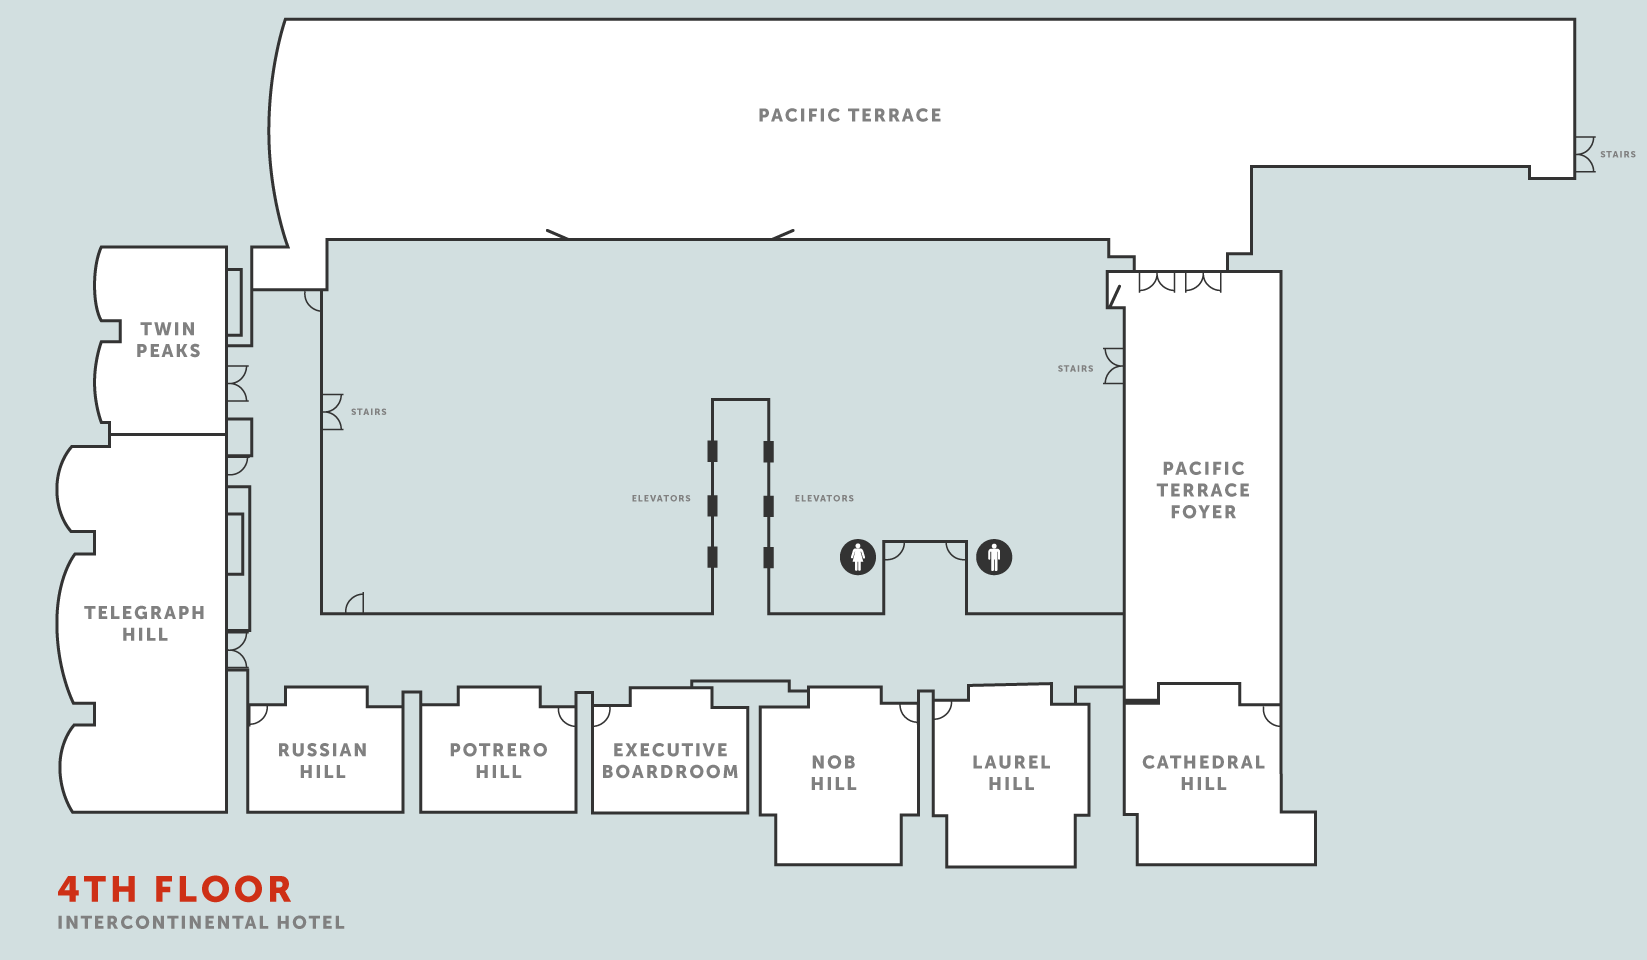 PACIFIC TERRACE
STAIRS
TWIN
PEAKS
STAIRS
STAIRS
PACIFIC
TERRACE
FOYER
ELEVATORS
ELEVATORS
TELEGRAPH
HILL
RUSSIAN
HILL
POTRERO
HILL
EXECUTIVE
BOARDROOM
NOB
HILL
LAUREL
HILL
CATHEDRAL
HILL
4TH FLOOR
INTERCONTINENTAL HOTEL